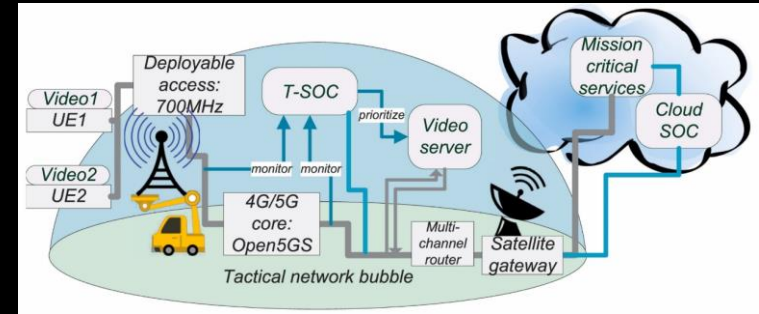 Video1
UE1
Video2
UE2
Deployable
access:
700MHz
T-SOC
prioritize
Video
server
monitor
monitor
4G/5G
core:
Open5GS
Multi-
channel
router
Satellite
gateway
Tactical network bubble
Mission
critical
services
Cloud
SOC